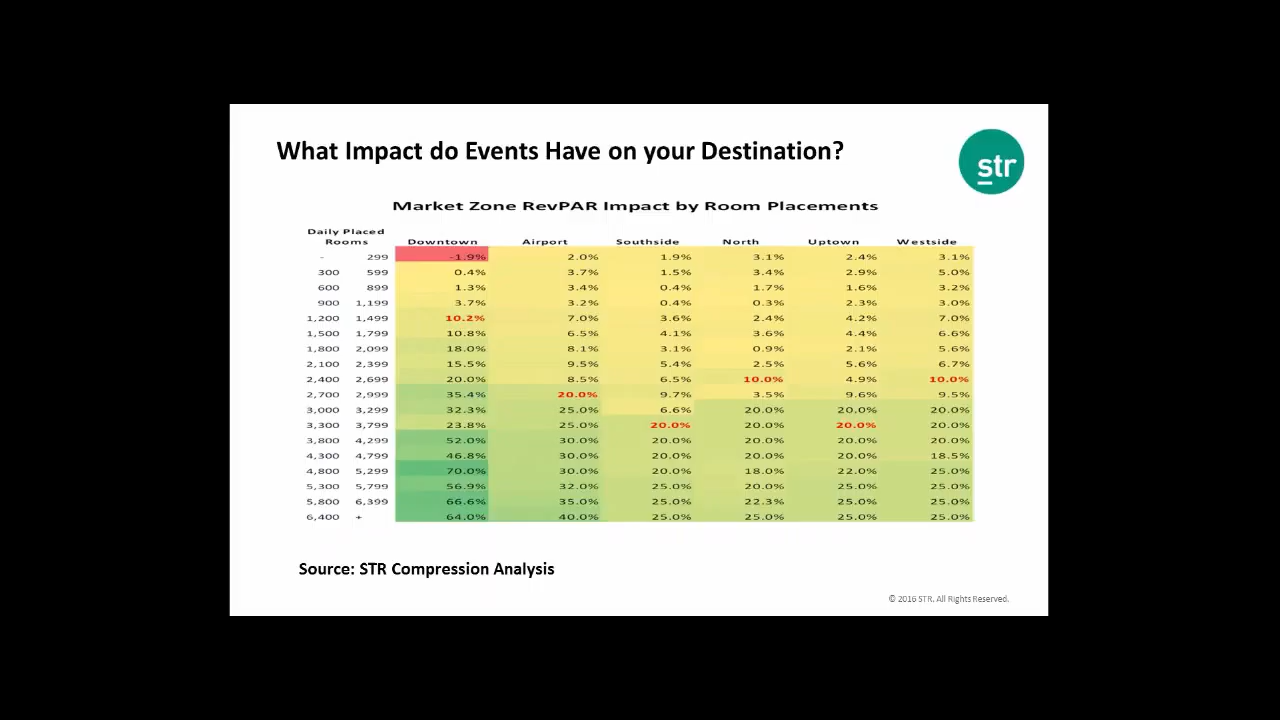 What Impact do Events Have on your Destination?
str
Market Zone RevPAR Impact by Room Placements
Daily Placed
Rooms Downtown Airport Southside North Uptown Westside
- 299 -1.9% 2.0% 1.9% 3.1% 2.4% 3.1%
300 599 0.4% 3.7% 1.5% 3.4% 2.9% 5.0%
600 899 1.3% 3.4% 0.4% 1.7% 1.6% 3.2%
900 1,199 3.7% 3.2% 0.4% 0.3% 2.3% 3.0%
1,200 1,499 10.2% 7.0% 3.6% 2.4% 4.2% 7.0%
1,500 1,799 10.8% 6.5% 4.1% 3.6% 4.4% 6.6%
1,800 2,099 18.0% 8.1% 3.1% 0.9% 2.1% 5.6%
2,100 2,399 15.5% 9.5% 5.4% 2.5% 5.6% 6.7%
2,400 2,699 20.0% 8.5% 6.5% 10.0% 4.9% 10.0%
2,700 2,999 35.4% 20.0% 9.7% 3.5% 9.6% 9.5%
3,000 3,299 32.3% 25.0% 6.6% 20.0% 20.0% 20.0%
3,300 3,799 23.8% 25.0% 20.0% 20.0% 20.0% 20.0%
3,800 4,299 52.0% 30.0% 20.0% 20.0% 20.0% 20.0%
4,300 4,799 46.8% 30.0% 20.0% 20.0% 20.0% 18.5%
4,800 5,299 70.0% 30.0% 20.0% 18.0% 22.0% 25.0%
5,300 5,799 56.9% 32.0% 25.0% 20.0% 25.0% 25.0%
5,800 6,399 66.6% 35.0% 25.0% 22.3% 25.0% 25.0%
6,400 + 64.0% 40.0% 25.0% 25.0% 25.0% 25.0%
Source: STR Compression Analysis
© 2016 STR. All Rights Reserved.